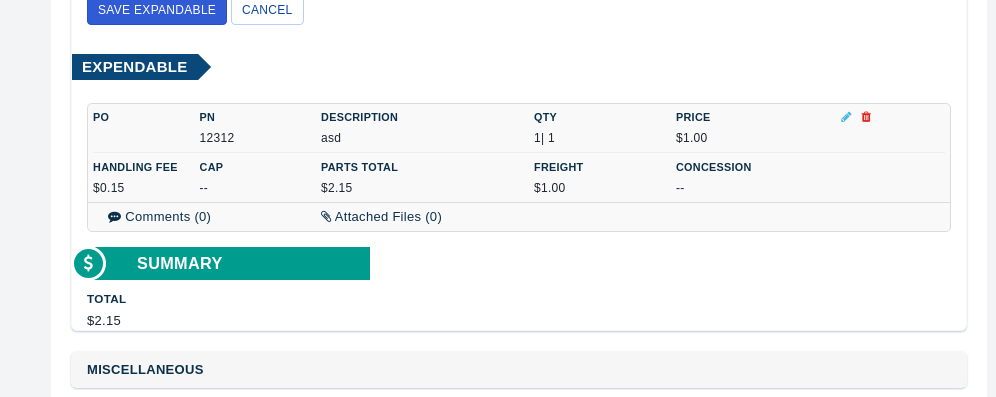 SAVE EXPANDABLE CANCEL
EXPENDABLE
PO PN DESCRIPTION QTY PRICE
12312 asd 1| 1 $1.00
HANDLING FEE CAP PARTS TOTAL FREIGHT CONCESSION
$0.15 -- $2.15 $1.00 --
Comments (0) Attached Files (0)
$ SUMMARY
TOTAL
$2.15
MISCELLANEOUS